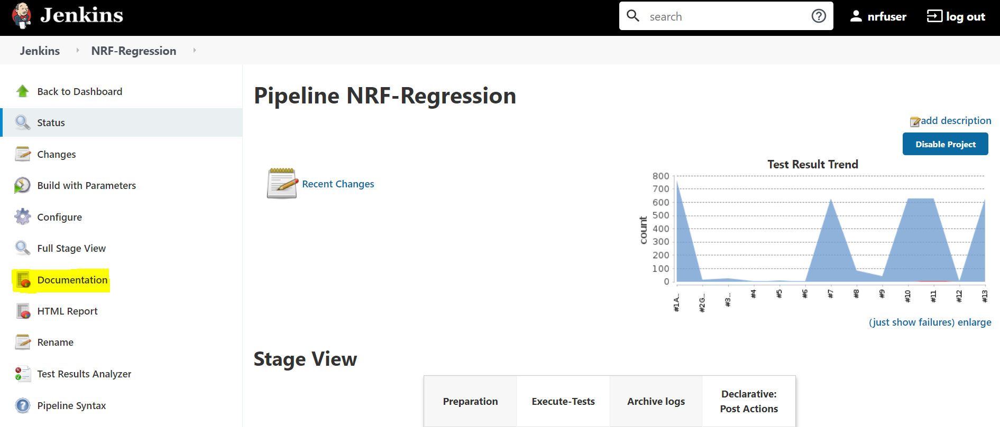 Jenkins
search
nrfuser
log out
Jenkins
NRF-Regression
Back to Dashboard
Status
Changes
Build with Parameters
Configure
Full Stage View
Documentation
HTML Report
Rename
Test Results Analyzer
Pipeline Syntax
Pipeline NRF-Regression
add description
Disable Project
Recent Changes
Test Result Trend
count
800
700
600
500
400
300
200
100
0
#1A...
#2G...
#3...
#4
#5
#6
#7
#8
#9
#10
#11
#12
#13
(just show failures) enlarge
Stage View
Preparation
Execute-Tests
Archive logs
Declarative:
Post Actions